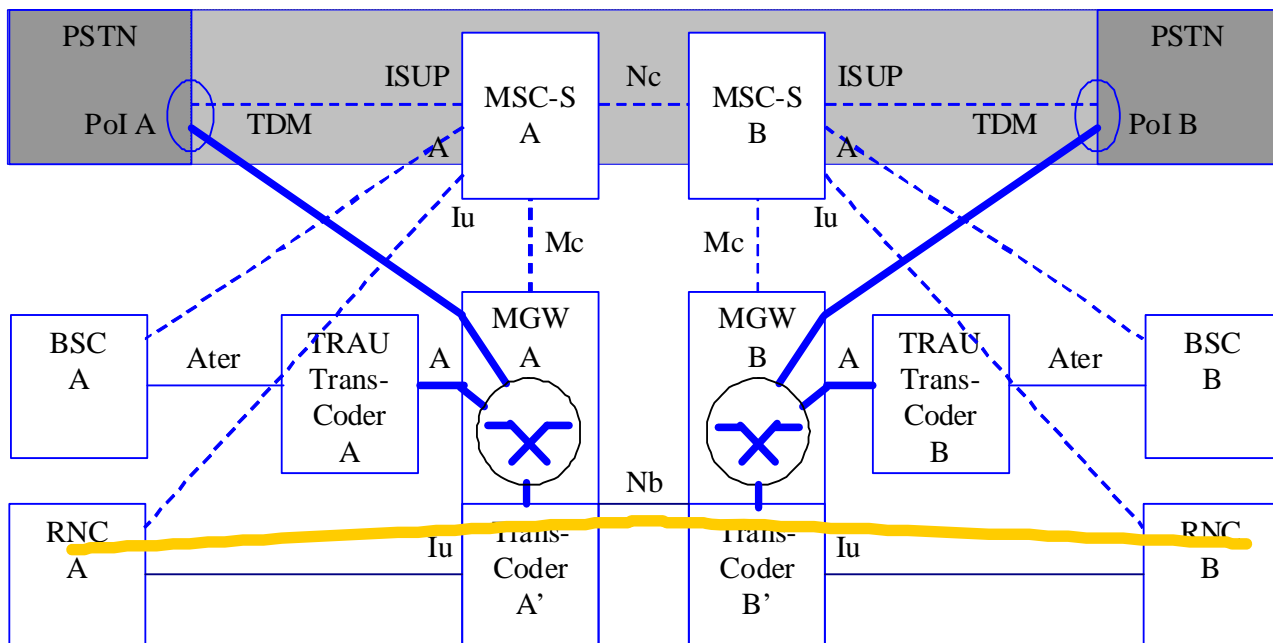 PSTN
PSTN
ISUP
MSC-S
A
Nc
MSC-S
B
ISUP
PoI A
TDM
TDM
PoI B
A
A
Iu
Iu
Mc
Mc
BSC
A
Ater
TRAU
Trans-
Coder
A
A
MGW
A
MGW
B
A
TRAU
Trans-
Coder
B
Ater
BSC
B
Nb
RNC
A
Iu
Trans-
Coder
A’
Trans-
Coder
B’
Iu
RNC
B